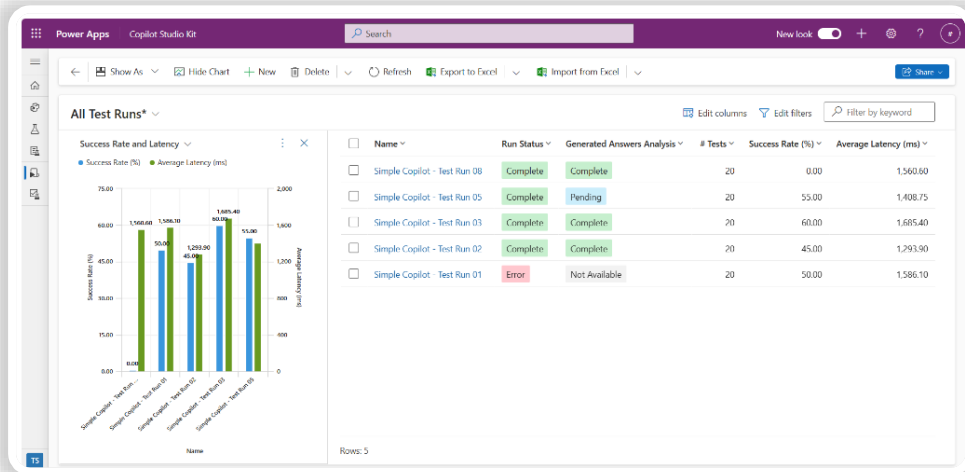 Power Apps Copilot Studio Kit Search New look #
Show As Hide Chart New Delete Refresh Export to Excel Import from Excel Share
All Test Runs* Edit columns Edit filters Filter by keyword
Success Rate and Latency
Success Rate (%) Average Latency (ms)
75.00 2,000
60.00 1,600
45.00 1,200
30.00 800
15.00 400
0.00 0
1,560.60 1,586.10 1,293.90 1,685.40
0.00 50.00 45.00 60.00 55.00
Success Rate (%)
Average Latency (ms)
Simple Copilot - Test Run ...
Simple Copilot - Test Run 01
Simple Copilot - Test Run 02
Simple Copilot - Test Run 03
Simple Copilot - Test Run 05
Name
Name Run Status Generated Answers Analysis # Tests Success Rate (%) Average Latency (ms)
Simple Copilot - Test Run 08 Complete Complete 20 0.00 1,560.60
Simple Copilot - Test Run 05 Complete Pending 20 55.00 1,408.75
Simple Copilot - Test Run 03 Complete Complete 20 60.00 1,685.40
Simple Copilot - Test Run 02 Complete Complete 20 45.00 1,293.90
Simple Copilot - Test Run 01 Error Not Available 20 50.00 1,586.10
Rows: 5
TS